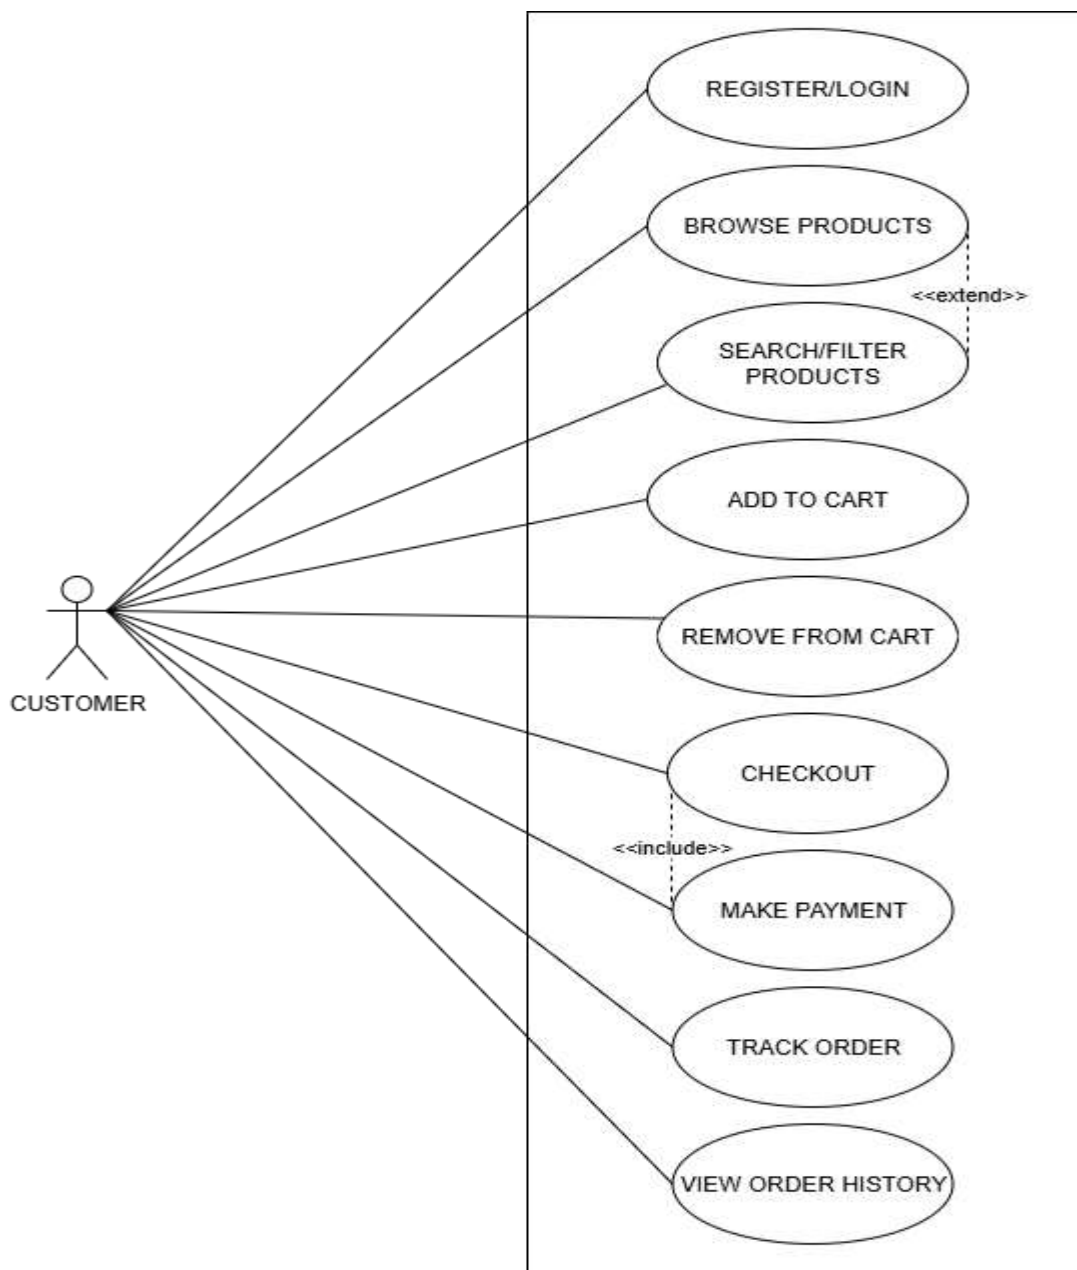 REGISTER/LOGIN
BROWSE PRODUCTS
<<extend>>
SEARCH/FILTER
PRODUCTS
ADD TO CART
REMOVE FROM CART
CUSTOMER
CHECKOUT
<<include>>
MAKE PAYMENT
TRACK ORDER
VIEW ORDER HISTORY